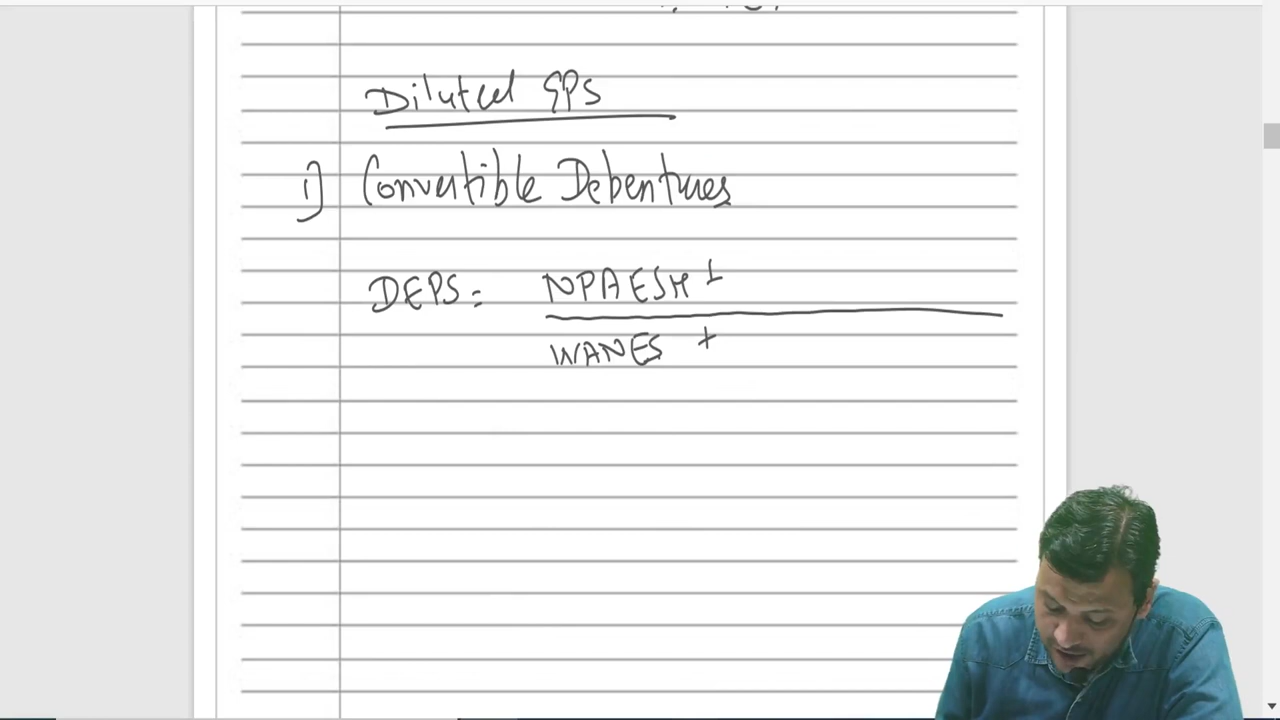 Diluted EPS
i) Convertible Debentures
DEPS = NPAESH ±
WANES +